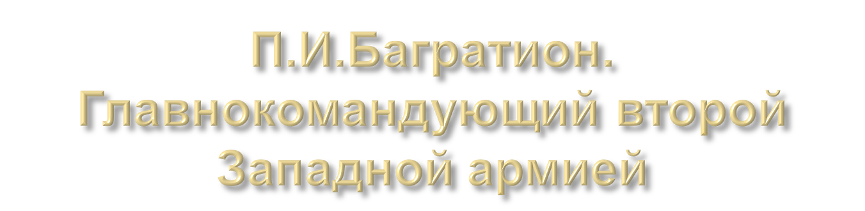 П.И.Багратион.
Главнокомандующий второй
Западной армией